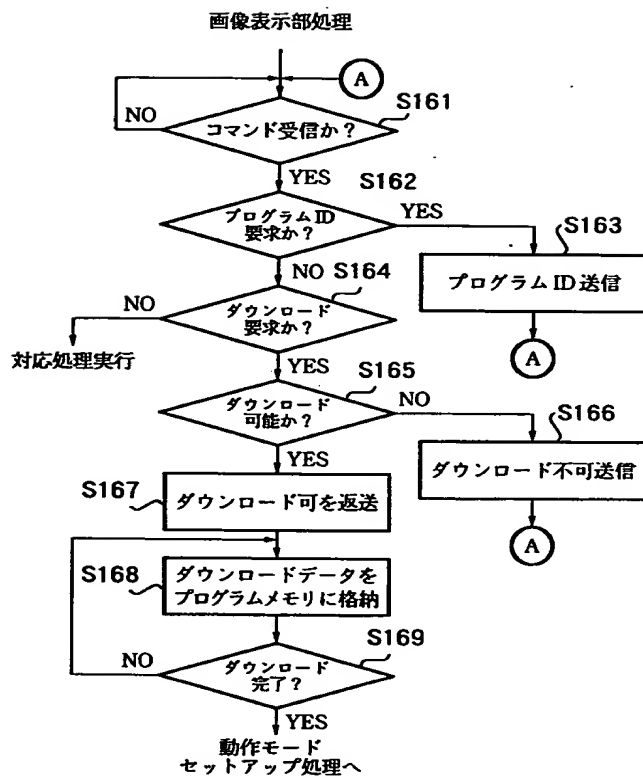 画像表示部処理
A
S161
NO
コマンド受信か?
YES
S162
プログラムID
要求か?
YES
S163
プログラムID送信
NO
S164
A
NO
ダウンロード
要求か?
対応処理実行
YES
S165
ダウンロード
可能か?
NO
S166
ダウンロード不可送信
YES
A
S167
ダウンロード可を返送
S168
ダウンロードデータを
プログラムメモリに格納
S169
NO
ダウンロード
完了?
YES
動作モード
セットアップ処理へ